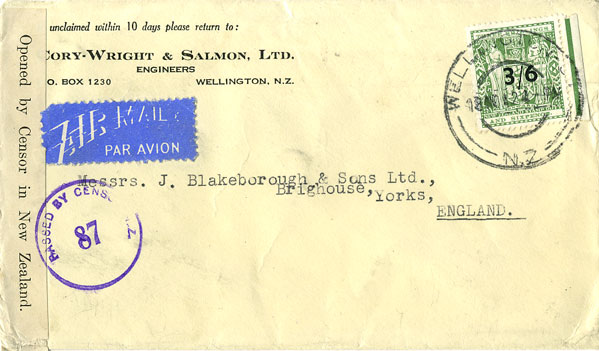 unclaimed within 10 days please return to:
CORY-WRIGHT & SALMON, LTD.
ENGINEERS
O. BOX 1230 WELLINGTON, N.Z.
AIR MAIL
PAR AVION
3/6
N.Z
Messrs. J. Blakeborough & Sons Ltd.,
Brighouse, Yorks,
ENGLAND.
PASSED BY CENSOR
87
Opened by Censor in New Zealand.